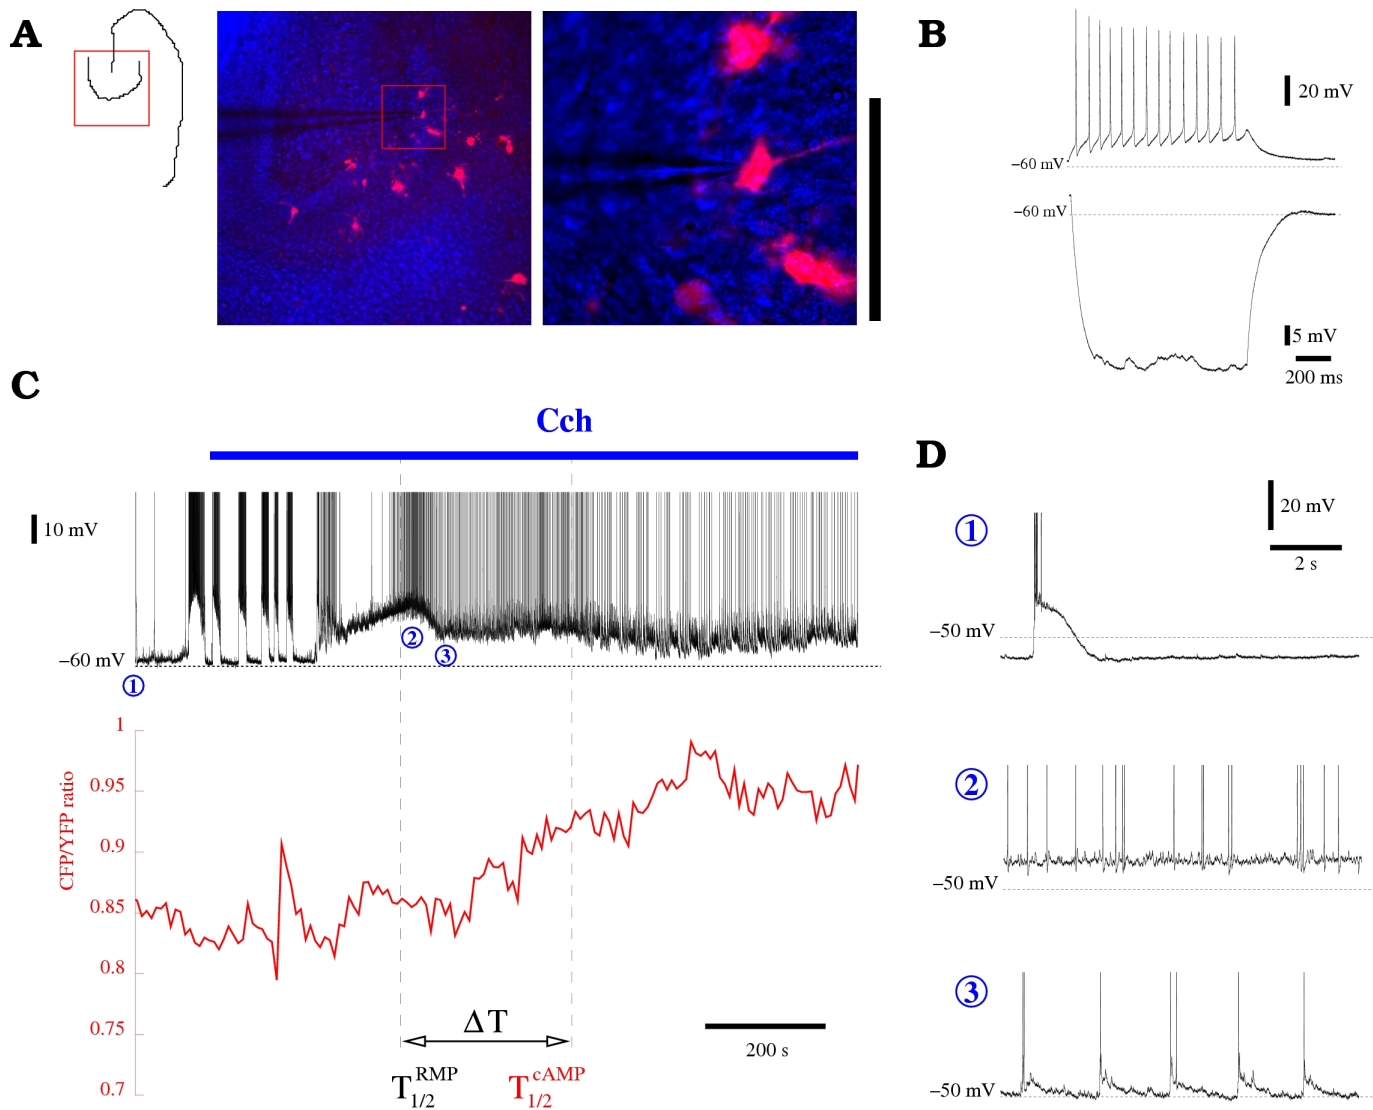 A
B
20 mV
−60 mV
−60 mV
5 mV
200 ms
C
Cch
10 mV
−60 mV
1
2
3
1
0.95
0.9
0.85
0.8
0.75
0.7
CFP/YFP ratio
ΔT
200 s
T1/2RMP
T1/2cAMP
D
20 mV
2 s
1
−50 mV
2
−50 mV
3
−50 mV